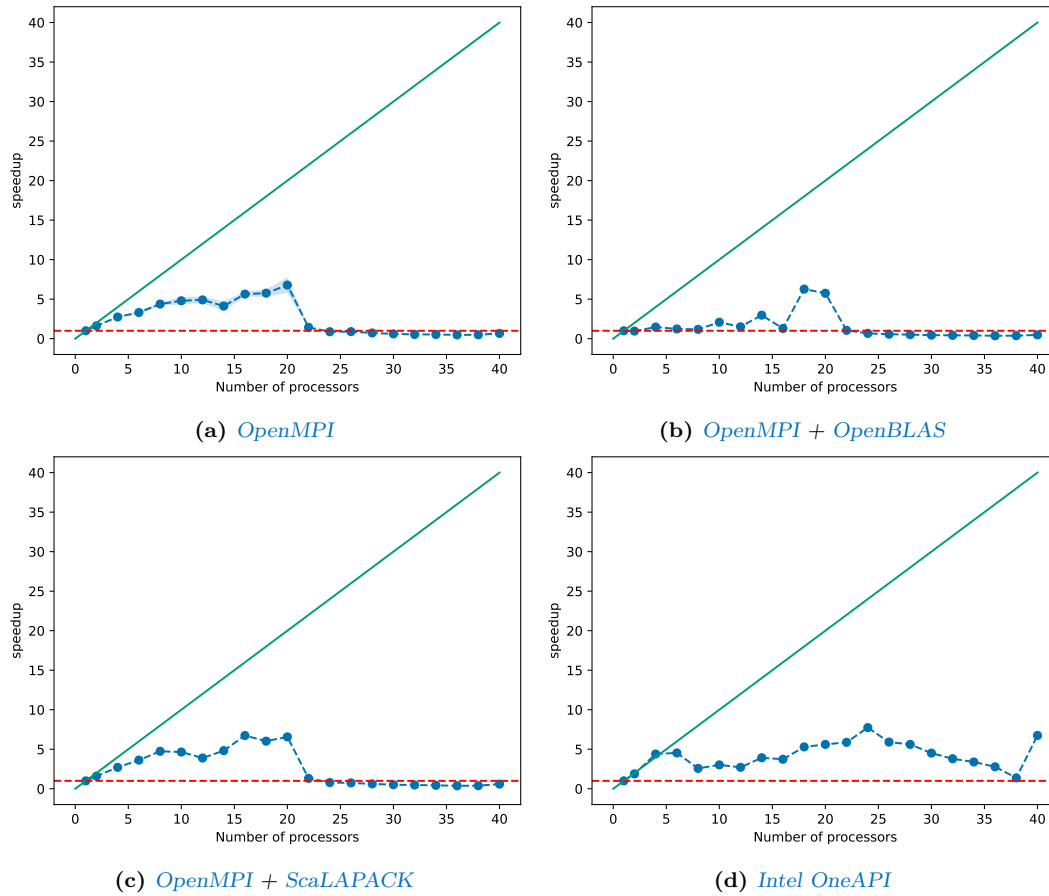 40
35
30
25
20
15
10
5
0
speedup
0 5 10 15 20 25 30 35 40
Number of processors
(a) OpenMPI
40
35
30
25
20
15
10
5
0
speedup
0 5 10 15 20 25 30 35 40
Number of processors
(b) OpenMPI + OpenBLAS
40
35
30
25
20
15
10
5
0
speedup
0 5 10 15 20 25 30 35 40
Number of processors
(c) OpenMPI + ScaLAPACK
40
35
30
25
20
15
10
5
0
speedup
0 5 10 15 20 25 30 35 40
Number of processors
(d) Intel OneAPI